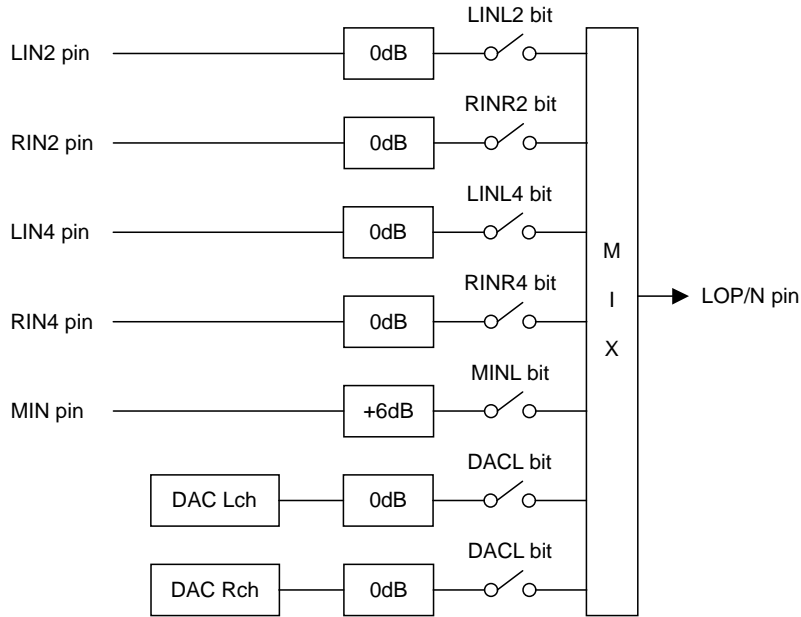 LINL2 bit
LIN2 pin
0dB
RINR2 bit
RIN2 pin
0dB
LINL4 bit
LIN4 pin
0dB
M
I
X
LOP/N pin
RINR4 bit
RIN4 pin
0dB
MINL bit
MIN pin
+6dB
DACL bit
DAC Lch
0dB
DACL bit
DAC Rch
0dB